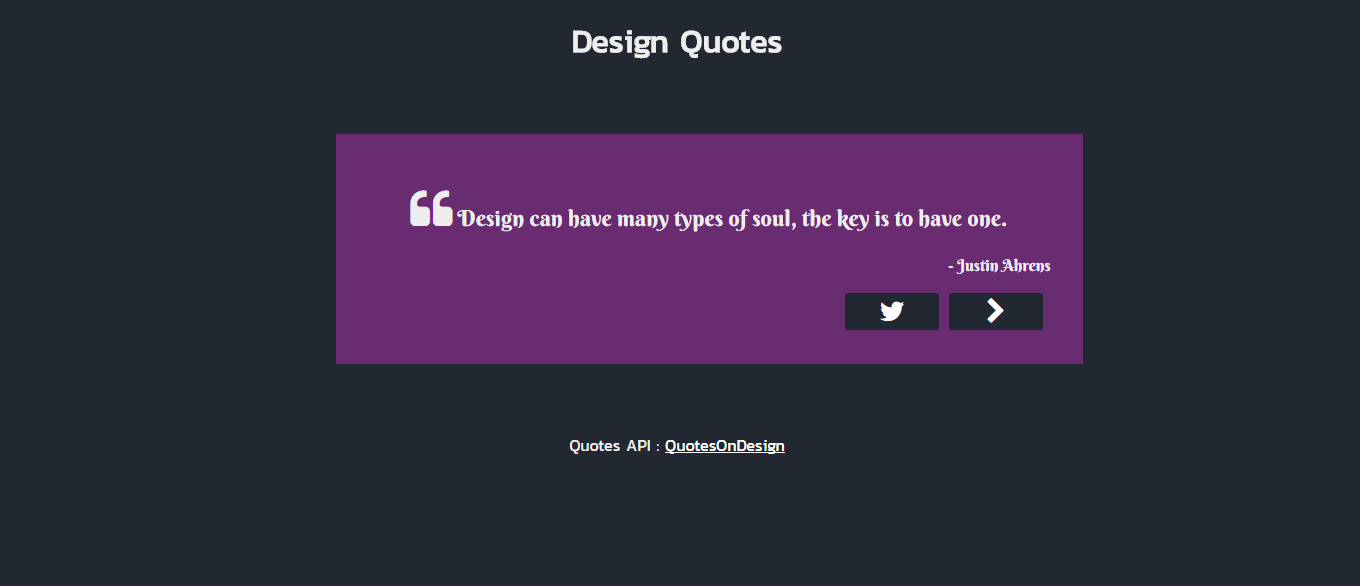 Design Quotes
Design can have many types of soul, the key is to have one.
- Justin Ahrens
Quotes API : QuotesOnDesign